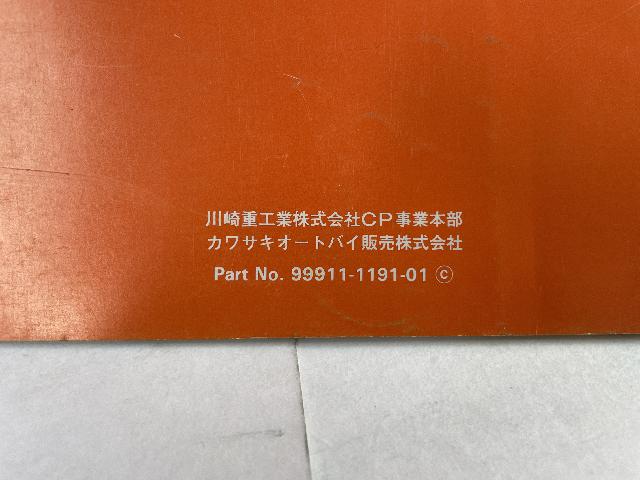 川崎重工業株式会社CP事業本部
カワサキオートバイ販売株式会社
Part No. 99911-1191-01 ©